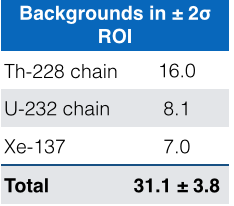 Backgrounds in ± 2σ
ROI
Th-228 chain 16.0
U-232 chain 8.1
Xe-137 7.0
Total 31.1 ± 3.8